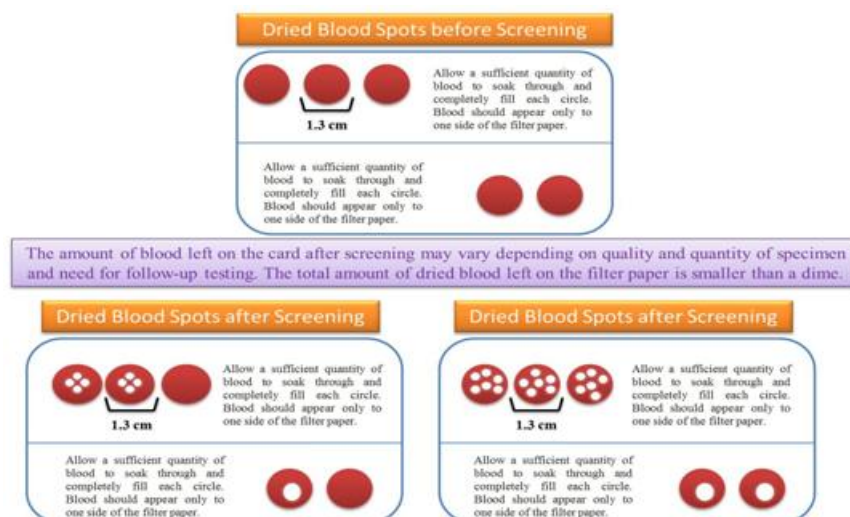 Dried Blood Spots before Screening
Allow a sufficient quantity of
blood to soak through and
completely fill each circle.
Blood should appear only to
one side of the filter paper.
1.3 cm
Allow a sufficient quantity of
blood to soak through and
completely fill each circle.
Blood should appear only to
one side of the filter paper.
The amount of blood left on the card after screening may vary depending on quality and quantity of specimen
and need for follow-up testing. The total amount of dried blood left on the filter paper is smaller than a dime.
Dried Blood Spots after Screening
Allow a sufficient quantity of
blood to soak through and
completely fill each circle.
Blood should appear only to
one side of the filter paper.
1.3 cm
Allow a sufficient quantity of
blood to soak through and
completely fill each circle.
Blood should appear only to
one side of the filter paper.
Dried Blood Spots after Screening
Allow a sufficient quantity of
blood to soak through and
completely fill each circle.
Blood should appear only to
one side of the filter paper.
1.3 cm
Allow a sufficient quantity of
blood to soak through and
completely fill each circle.
Blood should appear only to
one side of the filter paper.